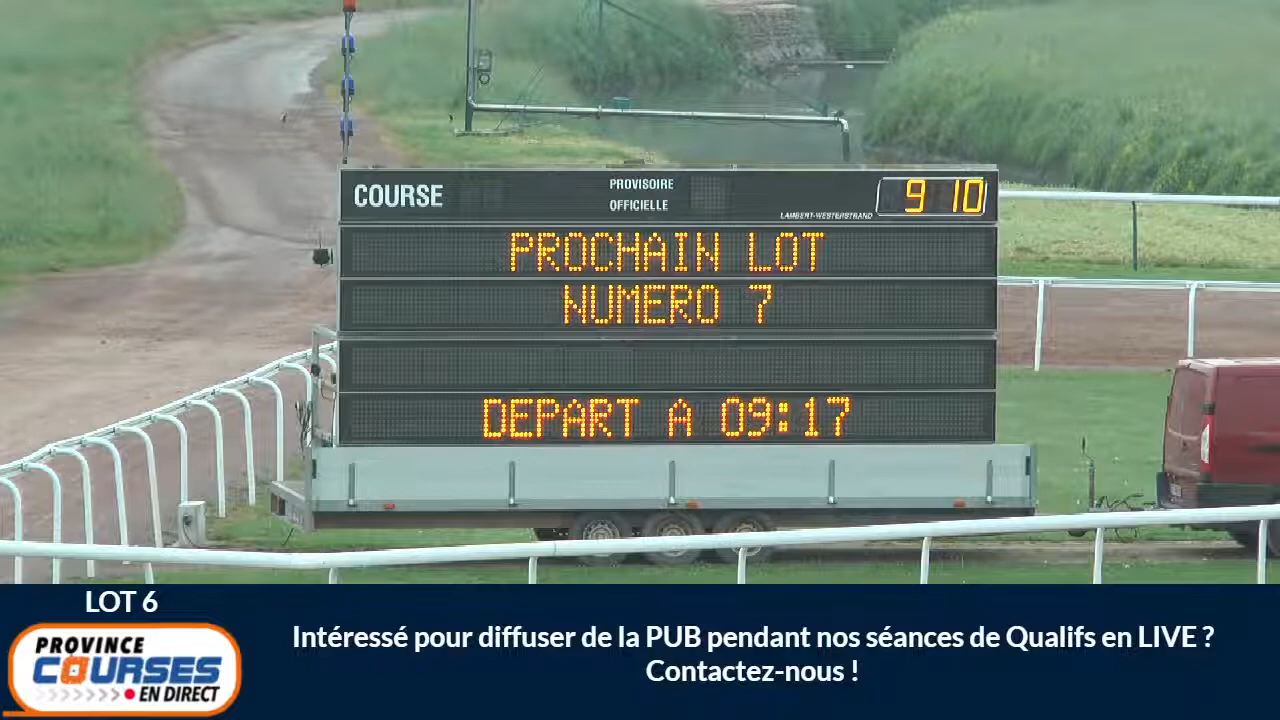 COURSE
PROVISOIRE
OFFICIELLE
LAMBERT-WESTERSTRAND
9 10
PROCHAIN LOT
NUMERO 7
DEPART A 09:17
LOT 6
PROVINCE
COURSES
EN DIRECT
Intéressé pour diffuser de la PUB pendant nos séances de Qualifs en LIVE ?
Contactez-nous !